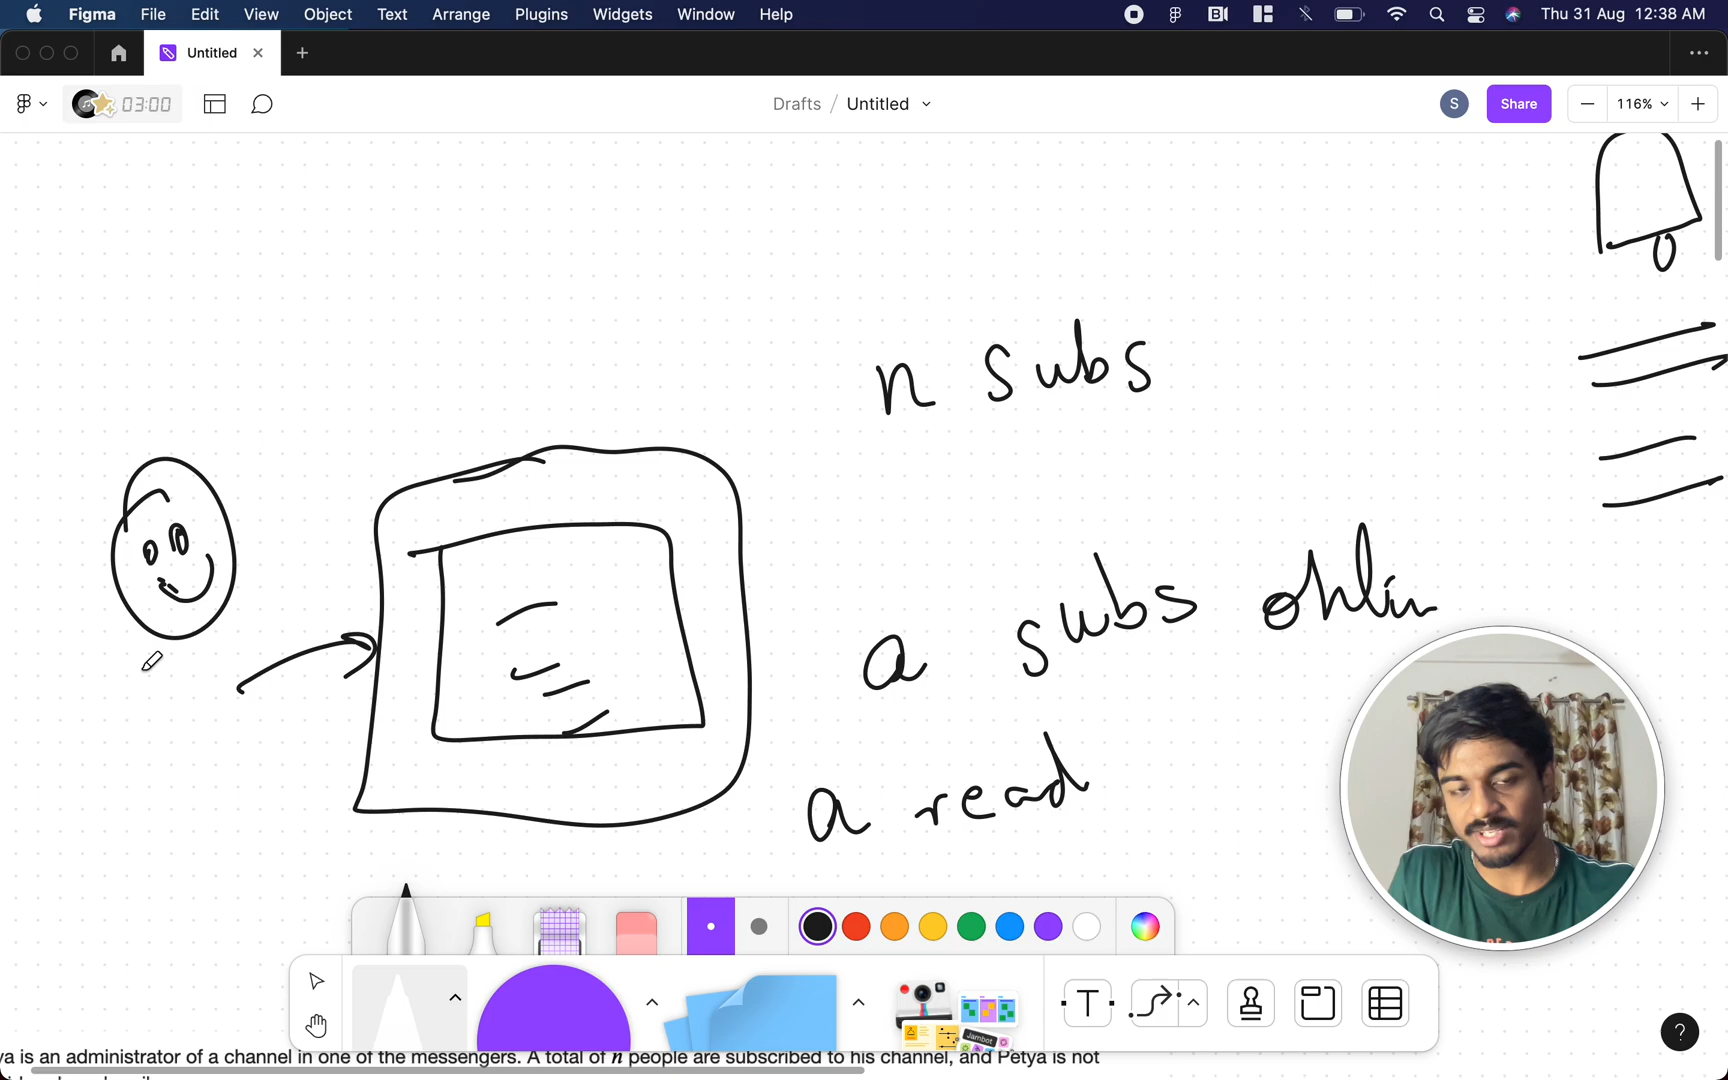 Figma File Edit View Object Text Arrange Plugins Widgets Window Help Thu 31 Aug 12:38 AM
Untitled
03:00 Drafts / Untitled S Share 116%
n subs
a subs onlin
a read
T
Jambot
?
ya is an administrator of a channel in one of the messengers. A total of n people are subscribed to his channel, and Petya is not